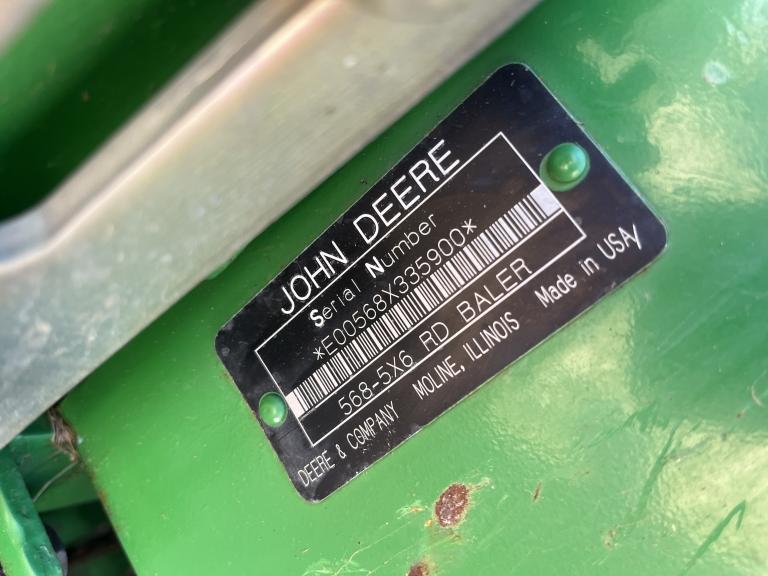 JOHN DEERE
Serial Number
*E00568X335900*
568-5X6 RD BALER
DEERE & COMPANY MOLINE, ILLINOIS Made in USA